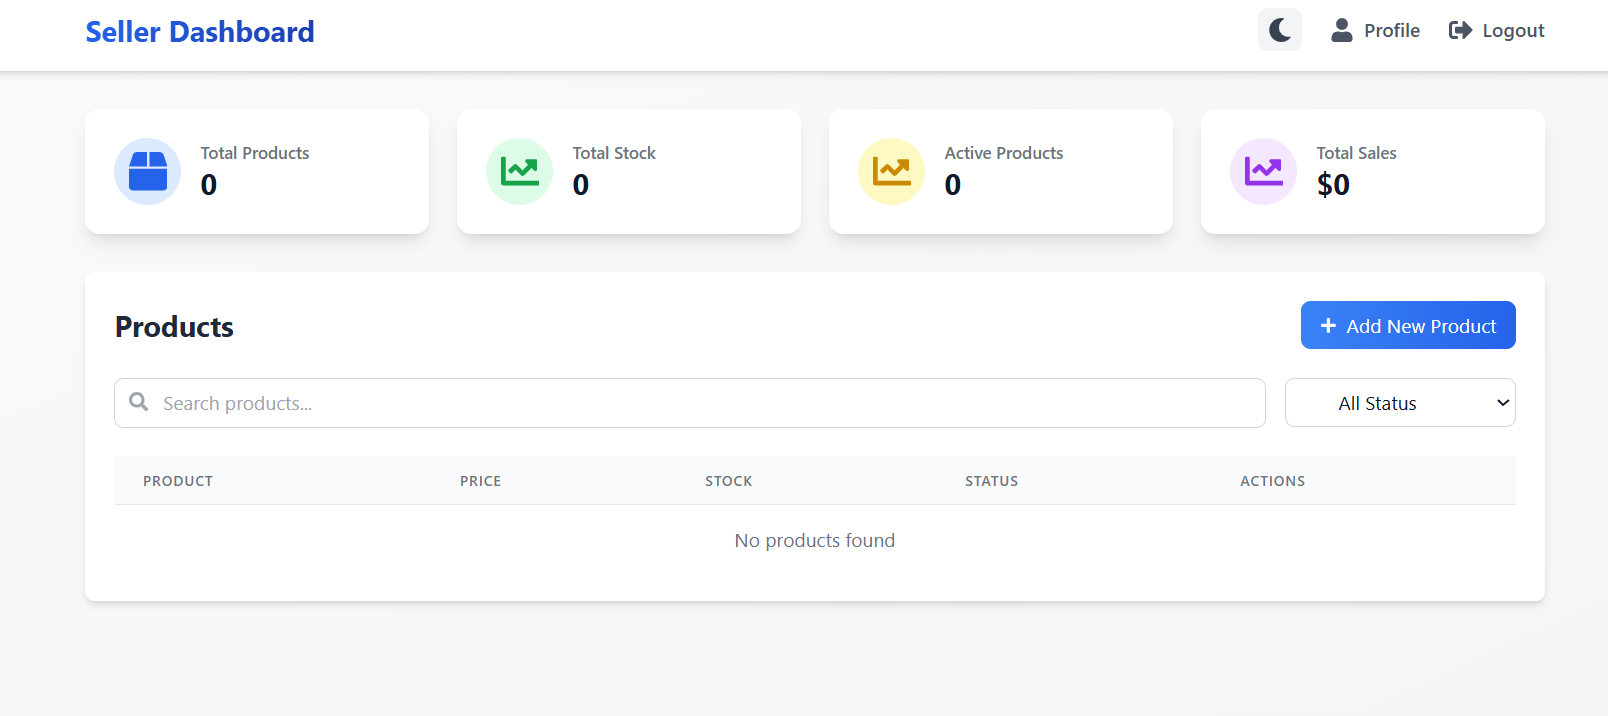 Seller Dashboard
Profile
Logout
Total Products
0
Total Stock
0
Active Products
0
Total Sales
$0
Products
Add New Product
Search products...
All Status
PRODUCT PRICE STOCK STATUS ACTIONS
No products found